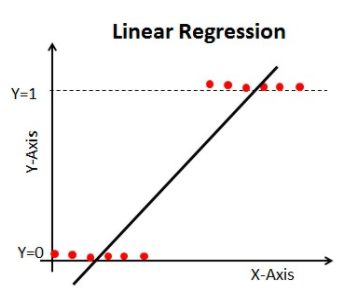 Linear Regression
Y=1
Y-Axis
Y=0
X-Axis